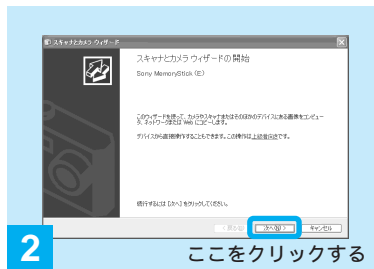 スキャナとカメラ ウィザード
スキャナとカメラ ウィザードの開始
Sony MemoryStick (E:)
このウィザードを使って、カメラやスキャナまたはそのほかのデバイスにある画像をコンピュー
タ、ネットワークまたは Web にコピーします。
デバイスから直接操作することもできます。この操作は上級者向きです。
続行するには [次へ] をクリックしてください。
< 戻る(B)
次へ(N) >
キャンセル
2
ここをクリックする